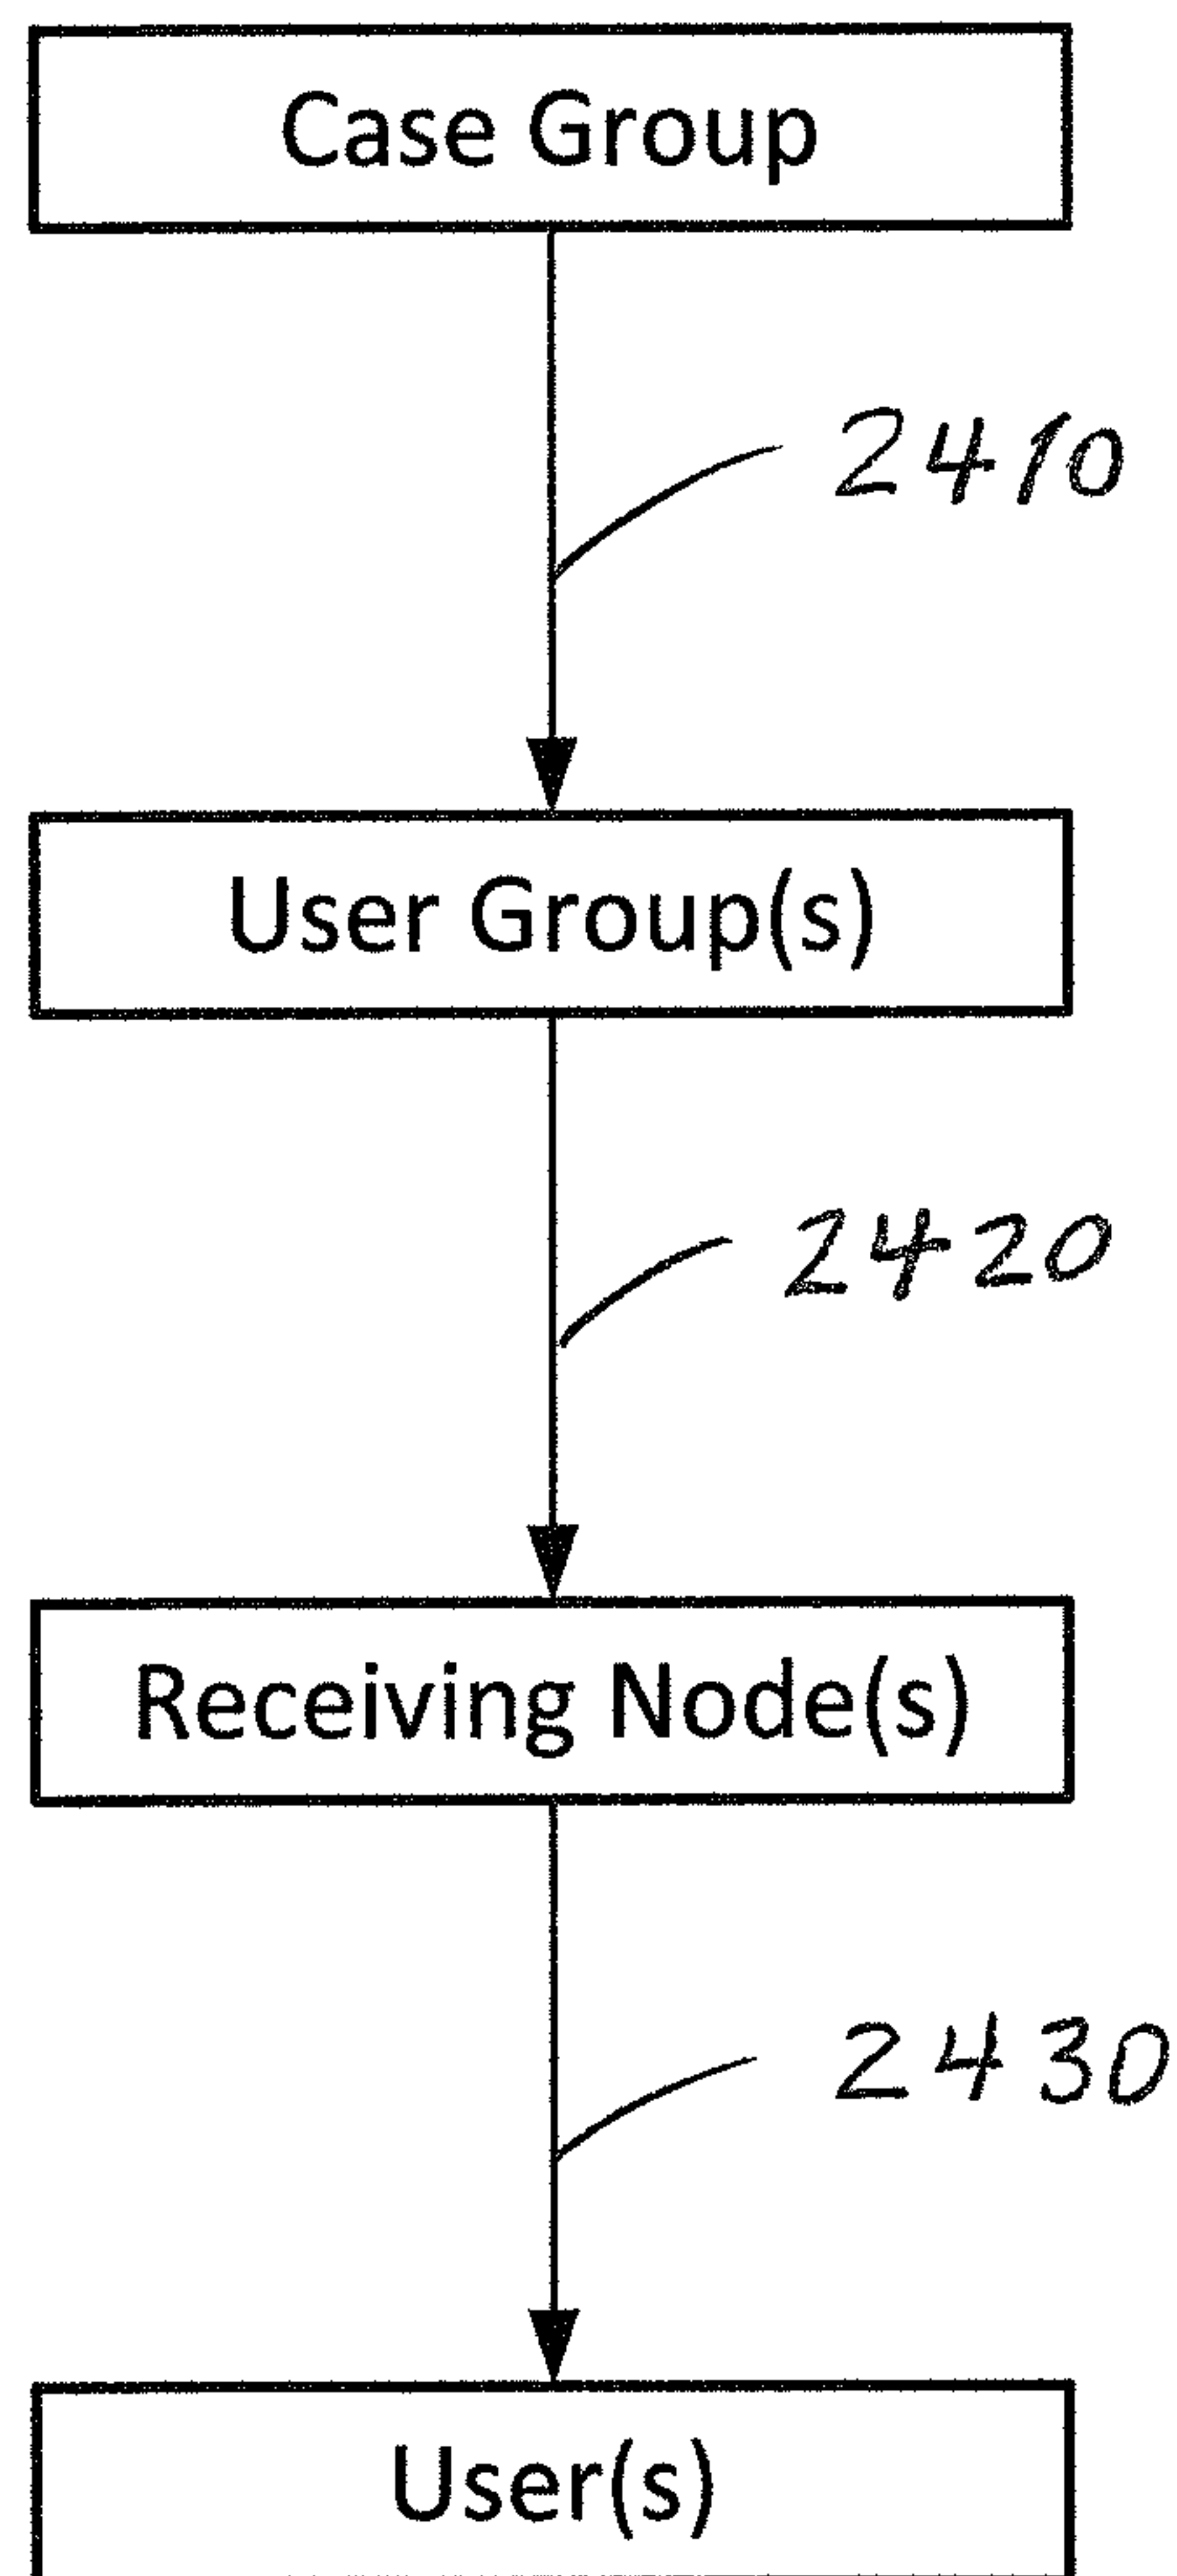 Case Group
2410
User Group(s)
2420
Receiving Node(s)
2430
User(s)